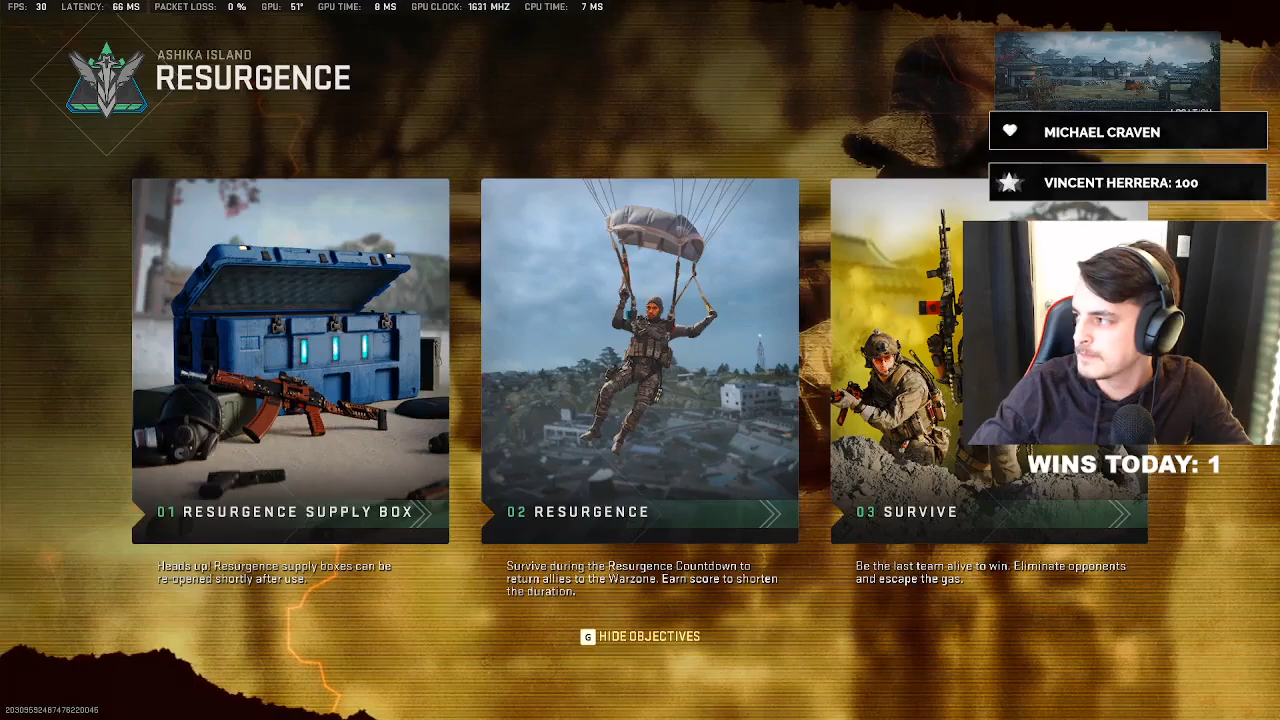 FPS: 30 LATENCY: 66 MS PACKET LOSS: 0 % GPU: 51° GPU TIME: 8 MS GPU CLOCK: 1631 MHZ CPU TIME: 7 MS
ASHIKA ISLAND
RESURGENCE
MICHAEL CRAVEN
VINCENT HERRERA: 100
WINS TODAY: 1
01 RESURGENCE SUPPLY BOX
Heads up! Resurgence supply boxes can be
re-opened shortly after use.
02 RESURGENCE
Survive during the Resurgence Countdown to
return allies to the Warzone. Earn score to shorten
the duration.
03 SURVIVE
Be the last team alive to win. Eliminate opponents
and escape the gas.
G HIDE OBJECTIVES